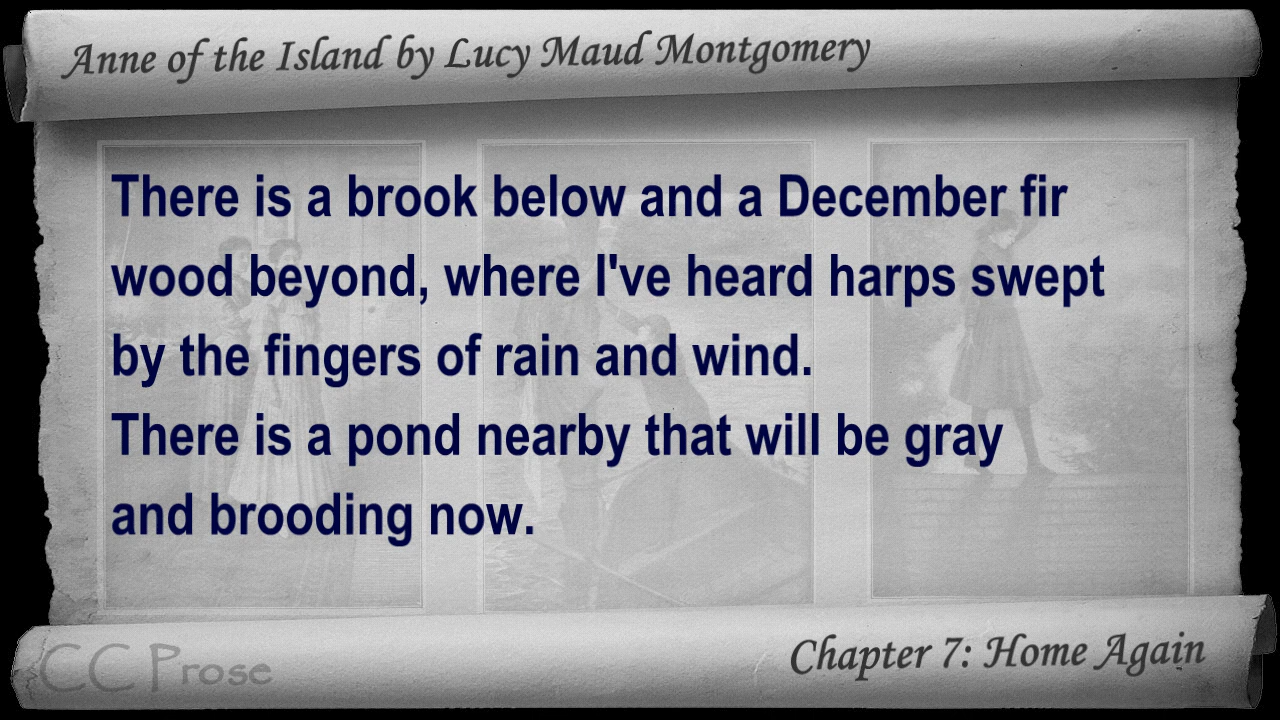 Anne of the Island by Lucy Maud Montgomery
There is a brook below and a December fir
wood beyond, where I've heard harps swept
by the fingers of rain and wind.
There is a pond nearby that will be gray
and brooding now.
CC Prose
Chapter 7: Home Again